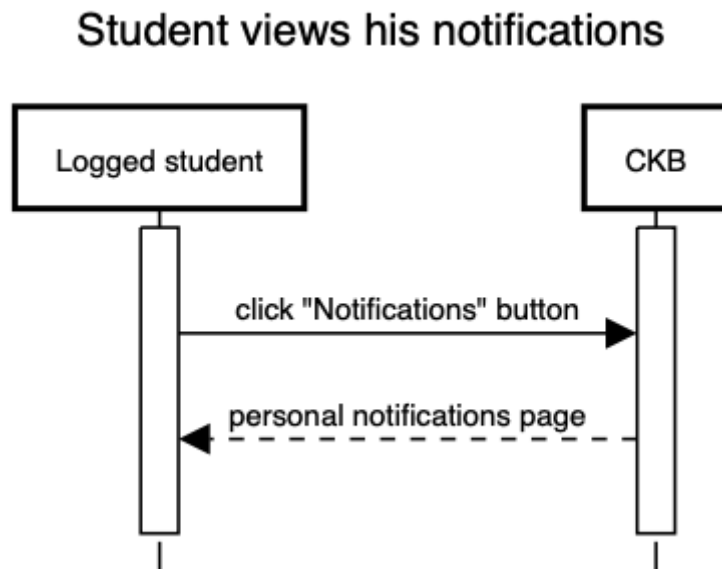 Student views his notifications
Logged student
CKB
click "Notifications" button
personal notifications page